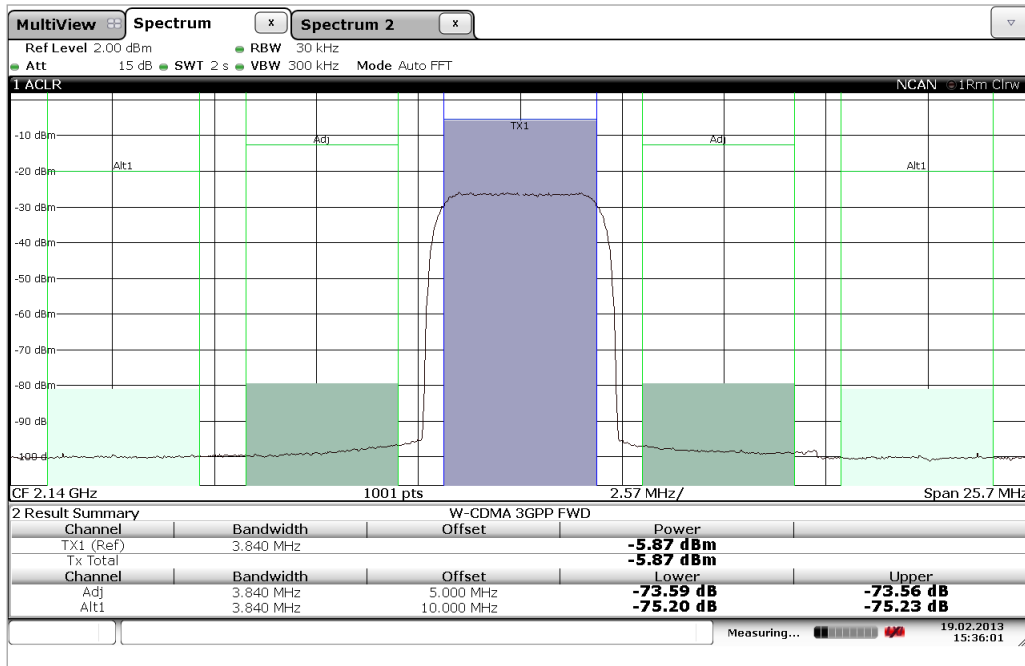 MultiView Spectrum x Spectrum 2 x
Ref Level 2.00 dBm RBW 30 kHz
Att 15 dB SWT 2 s VBW 300 kHz Mode Auto FFT
1 ACLR NCAN 1Rm Clrw
TX1
-10 dBm Adj Adj
-20 dBm Alt1 Alt1
-30 dBm
-40 dBm
-50 dBm
-60 dBm
-70 dBm
-80 dBm
-90 dB
-100 d
CF 2.14 GHz 1001 pts 2.57 MHz/ Span 25.7 MHz
2 Result Summary W-CDMA 3GPP FWD
Channel Bandwidth Offset Power
TX1 (Ref) 3.840 MHz -5.87 dBm
Tx Total -5.87 dBm
Channel Bandwidth Offset Lower Upper
Adj 3.840 MHz 5.000 MHz -73.59 dB -73.56 dB
Alt1 3.840 MHz 10.000 MHz -75.20 dB -75.23 dB
Measuring... 19.02.2013
15:36:01